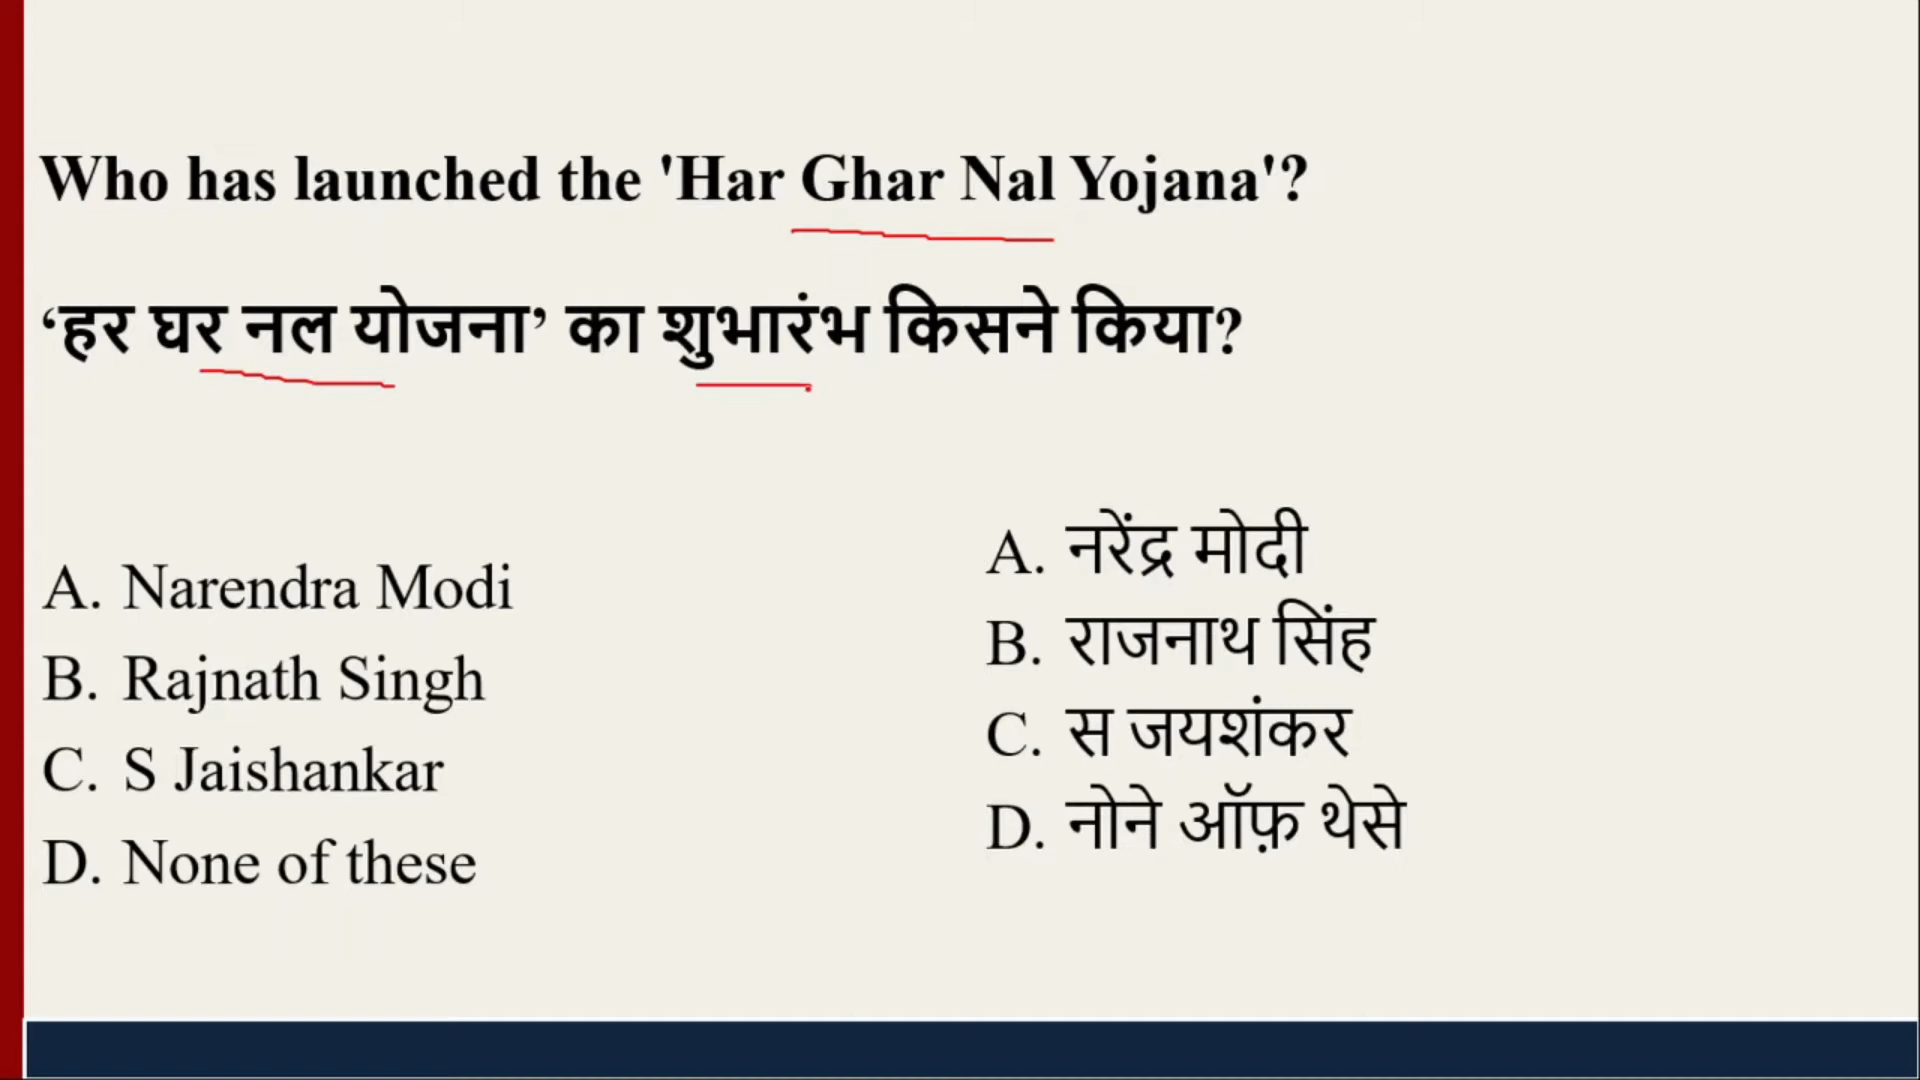 Who has launched the 'Har Ghar Nal Yojana'?
‘हर घर नल योजना’ का शुभारंभ किसने किया?
A. Narendra Modi
B. Rajnath Singh
C. S Jaishankar
D. None of these
A. नरेंद्र मोदी
B. राजनाथ सिंह
C. स जयशंकर
D. नोने ऑफ़ थेसे